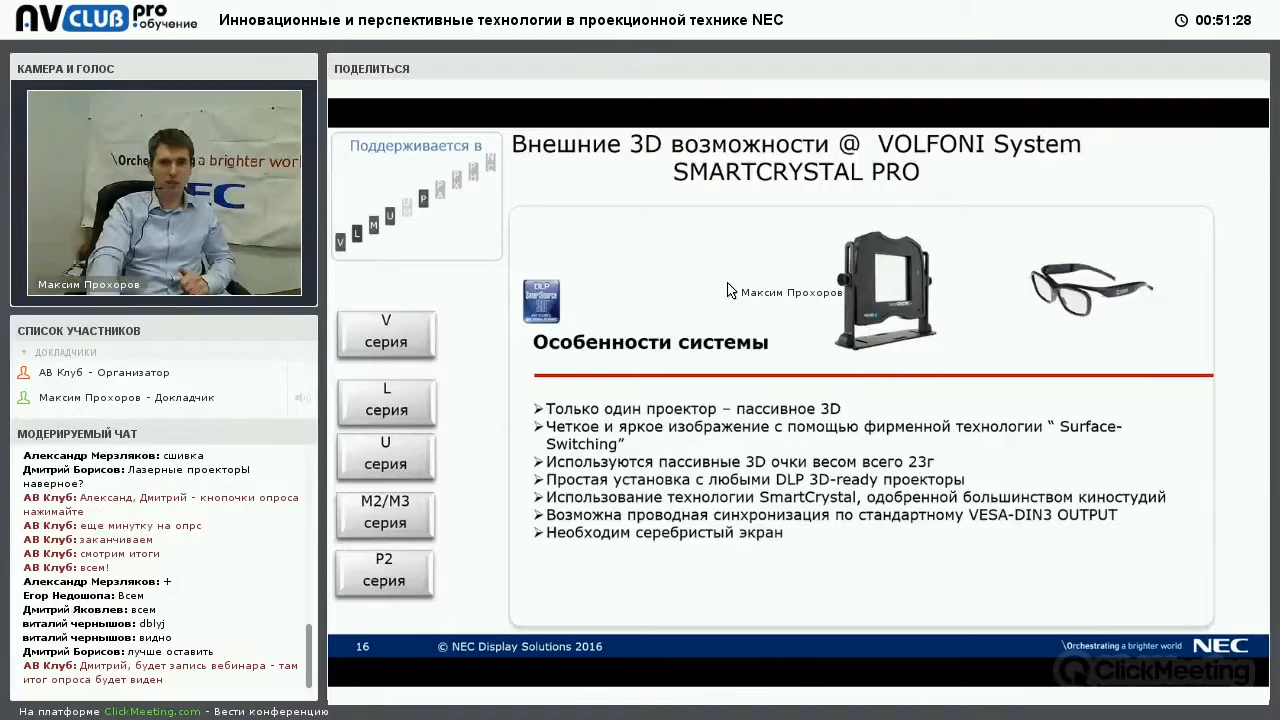 AVCLUBpro
обучение
Инновационные и перспективные технологии в проекционной технике NEC
00:51:28
КАМЕРА И ГОЛОС
\Orchestrating a brighter worl
NEC
Максим Прохоров
СПИСОК УЧАСТНИКОВ
ДОКЛАДЧИКИ
АВ Клуб - Организатор
Максим Прохоров - Докладчик
МОДЕРИРУЕМЫЙ ЧАТ
Александр Мерзляков: сшивка
Дмитрий Борисов: Лазерные проекторЫ
наверное?
АВ Клуб: Александ, Дмитрий - кнопочки опроса
нажимайте
АВ Клуб: еще минутку на опрс
АВ Клуб: заканчиваем
АВ Клуб: смотрим итоги
АВ Клуб: всем!
Александр Мерзляков: +
Егор Недошопа: Всем
Дмитрий Яковлев: всем
виталий чернышов: dblyj
виталий чернышов: видно
Дмитрий Борисов: лучше оставить
АВ Клуб: Дмитрий, будет запись вебинара - там
итог опроса будет виден
На платформе ClickMeeting.com - Вести конференцию
ПОДЕЛИТЬСЯ
Поддерживается в
V L M U P
V
серия
L
серия
U
серия
M2/M3
серия
P2
серия
Внешние 3D возможности @ VOLFONI System
SMARTCRYSTAL PRO
DLP
SmartSource
3D
Максим Прохоров
Особенности системы
➢Только один проектор – пассивное 3D
➢Четкое и яркое изображение с помощью фирменной технологии “ Surface-
Switching”
➢Используются пассивные 3D очки весом всего 23г
➢Простая установка с любыми DLP 3D-ready проекторы
➢Использование технологии SmartCrystal, одобренной большинством киностудий
➢Возможна проводная синхронизация по стандартному VESA-DIN3 OUTPUT
➢Необходим серебристый экран
16
© NEC Display Solutions 2016
\Orchestrating a brighter world
NEC
ClickMeeting